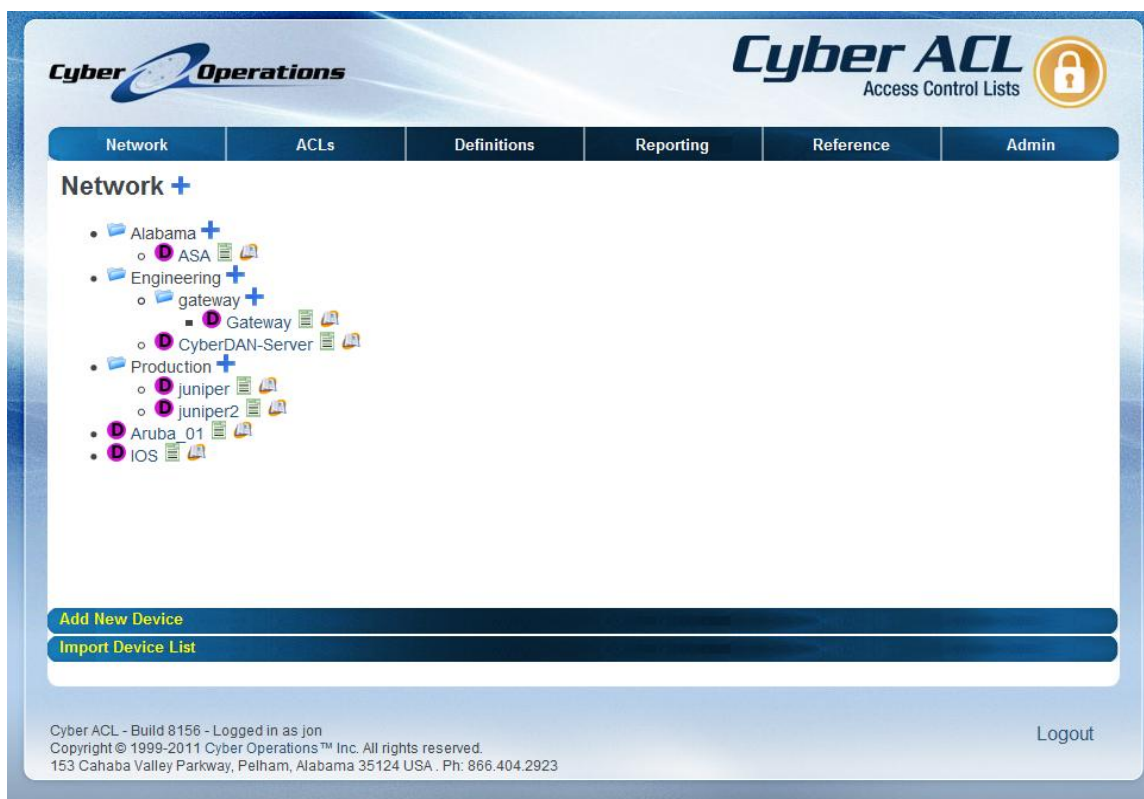 Cyber Operations
Cyber ACL
Access Control Lists
Network ACLs Definitions Reporting Reference Admin
Network
Alabama
D ASA
Engineering
gateway
D Gateway
D CyberDAN-Server
Production
D juniper
D juniper2
D Aruba_01
D IOS
Add New Device
Import Device List
Cyber ACL - Build 8156 - Logged in as jon
Logout
Copyright © 1999-2011 Cyber Operations™ Inc. All rights reserved.
153 Cahaba Valley Parkway, Pelham, Alabama 35124 USA . Ph: 866.404.2923